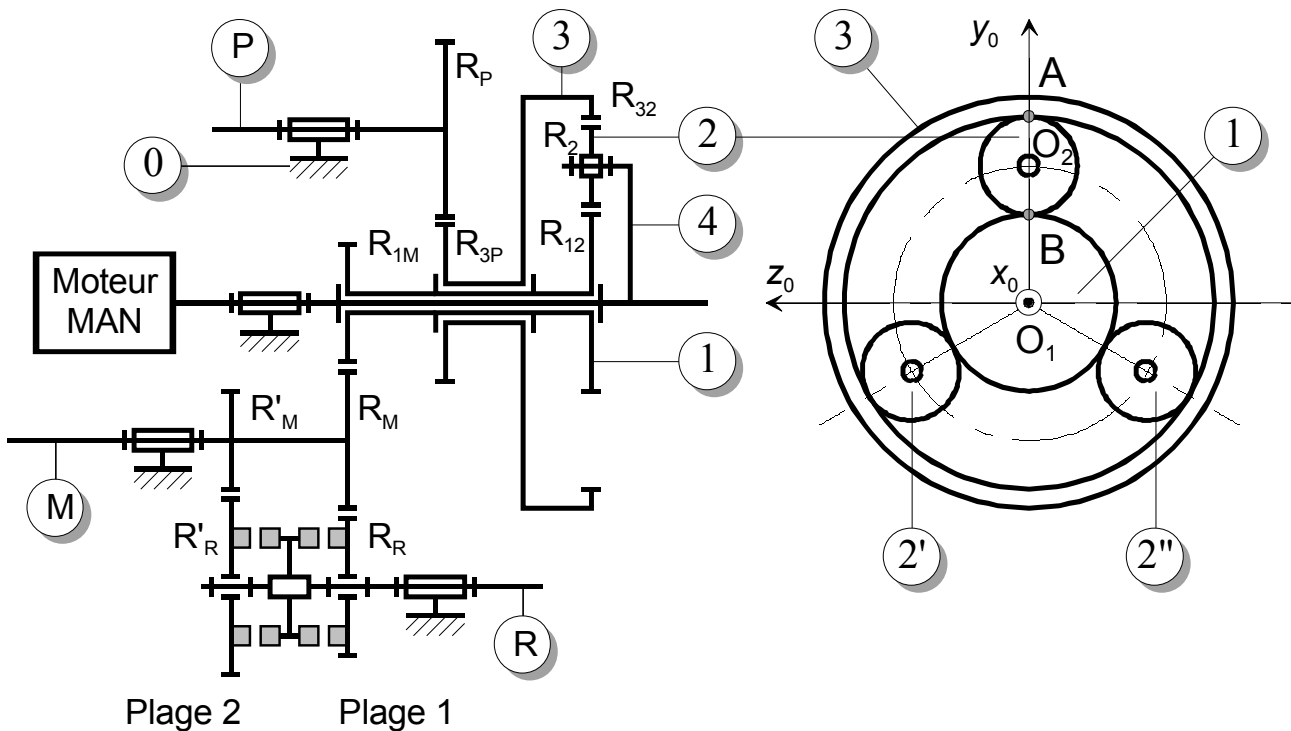 P
0
R_P
3
R_32
R_2
2
4
R_1M
R_3P
R_12
Moteur
MAN
1
R'_M
R_M
M
R'_R
R_R
R
Plage 2
Plage 1
3
y_0
A
O_2
1
B
x_0
z_0
O_1
2'
2"